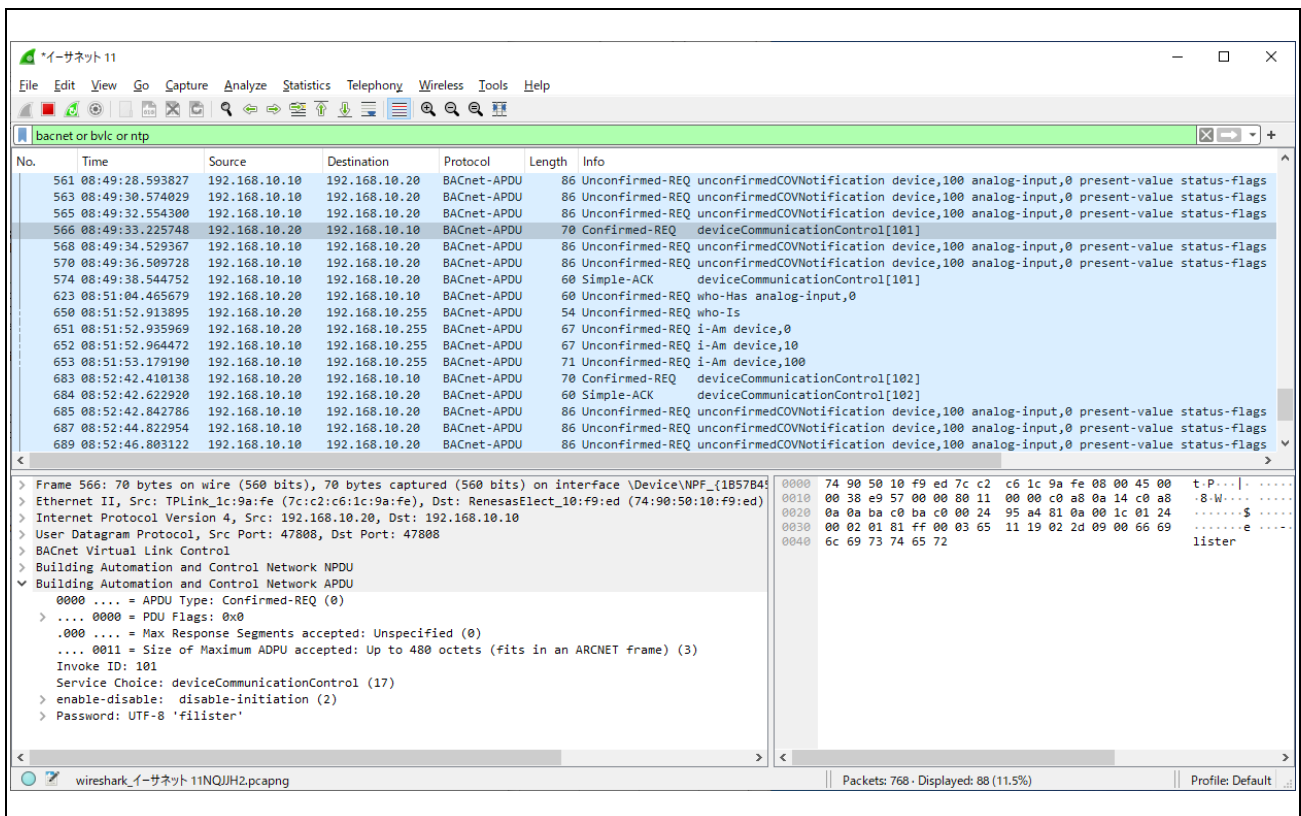 *イーサネット 11
File Edit View Go Capture Analyze Statistics Telephony Wireless Tools Help
bacnet or bvlc or ntp
No. Time Source Destination Protocol Length Info
561 08:49:28.593827 192.168.10.10 192.168.10.20 BACnet-APDU 86 Unconfirmed-REQ unconfirmedCOVNotification device,100 analog-input,0 present-value status-flags
563 08:49:30.574029 192.168.10.10 192.168.10.20 BACnet-APDU 86 Unconfirmed-REQ unconfirmedCOVNotification device,100 analog-input,0 present-value status-flags
565 08:49:32.554300 192.168.10.10 192.168.10.20 BACnet-APDU 86 Unconfirmed-REQ unconfirmedCOVNotification device,100 analog-input,0 present-value status-flags
566 08:49:33.225748 192.168.10.20 192.168.10.10 BACnet-APDU 70 Confirmed-REQ deviceCommunicationControl[101]
568 08:49:34.529367 192.168.10.10 192.168.10.20 BACnet-APDU 86 Unconfirmed-REQ unconfirmedCOVNotification device,100 analog-input,0 present-value status-flags
570 08:49:36.509728 192.168.10.10 192.168.10.20 BACnet-APDU 86 Unconfirmed-REQ unconfirmedCOVNotification device,100 analog-input,0 present-value status-flags
574 08:49:38.544752 192.168.10.10 192.168.10.20 BACnet-APDU 60 Simple-ACK deviceCommunicationControl[101]
623 08:51:04.465679 192.168.10.20 192.168.10.10 BACnet-APDU 60 Unconfirmed-REQ who-Has analog-input,0
650 08:51:52.913895 192.168.10.20 192.168.10.255 BACnet-APDU 54 Unconfirmed-REQ who-Is
651 08:51:52.935969 192.168.10.20 192.168.10.255 BACnet-APDU 67 Unconfirmed-REQ i-Am device,0
652 08:51:52.964472 192.168.10.20 192.168.10.255 BACnet-APDU 67 Unconfirmed-REQ i-Am device,10
653 08:51:53.179190 192.168.10.10 192.168.10.255 BACnet-APDU 71 Unconfirmed-REQ i-Am device,100
683 08:52:42.410138 192.168.10.20 192.168.10.10 BACnet-APDU 70 Confirmed-REQ deviceCommunicationControl[102]
684 08:52:42.622920 192.168.10.10 192.168.10.20 BACnet-APDU 60 Simple-ACK deviceCommunicationControl[102]
685 08:52:42.842786 192.168.10.10 192.168.10.20 BACnet-APDU 86 Unconfirmed-REQ unconfirmedCOVNotification device,100 analog-input,0 present-value status-flags
687 08:52:44.822954 192.168.10.10 192.168.10.20 BACnet-APDU 86 Unconfirmed-REQ unconfirmedCOVNotification device,100 analog-input,0 present-value status-flags
689 08:52:46.803122 192.168.10.10 192.168.10.20 BACnet-APDU 86 Unconfirmed-REQ unconfirmedCOVNotification device,100 analog-input,0 present-value status-flags
Frame 566: 70 bytes on wire (560 bits), 70 bytes captured (560 bits) on interface \Device\NPF_{1B57B45
Ethernet II, Src: TPLink_1c:9a:fe (7c:c2:c6:1c:9a:fe), Dst: RenesasElect_10:f9:ed (74:90:50:10:f9:ed)
Internet Protocol Version 4, Src: 192.168.10.20, Dst: 192.168.10.10
User Datagram Protocol, Src Port: 47808, Dst Port: 47808
BACnet Virtual Link Control
Building Automation and Control Network NPDU
Building Automation and Control Network APDU
0000 .... = APDU Type: Confirmed-REQ (0)
.... 0000 = PDU Flags: 0x0
.000 .... = Max Response Segments accepted: Unspecified (0)
.... 0011 = Size of Maximum ADPU accepted: Up to 480 octets (fits in an ARCNET frame) (3)
Invoke ID: 101
Service Choice: deviceCommunicationControl (17)
enable-disable: disable-initiation (2)
Password: UTF-8 'filister'
0000 74 90 50 10 f9 ed 7c c2 c6 1c 9a fe 08 00 45 00 t·P···|· ·····
0010 00 38 e9 57 00 00 80 11 00 00 c0 a8 0a 14 c0 a8 ·8·W···· ·····
0020 0a 0a ba c0 ba c0 00 24 95 a4 81 0a 00 1c 01 24 ·······$ ·····
0030 00 02 01 81 ff 00 03 65 11 19 02 2d 09 00 66 69 ·······e ···-·
0040 6c 69 73 74 65 72 lister
wireshark_イーサネット 11NQJJH2.pcapng Packets: 768 · Displayed: 88 (11.5%) Profile: Default